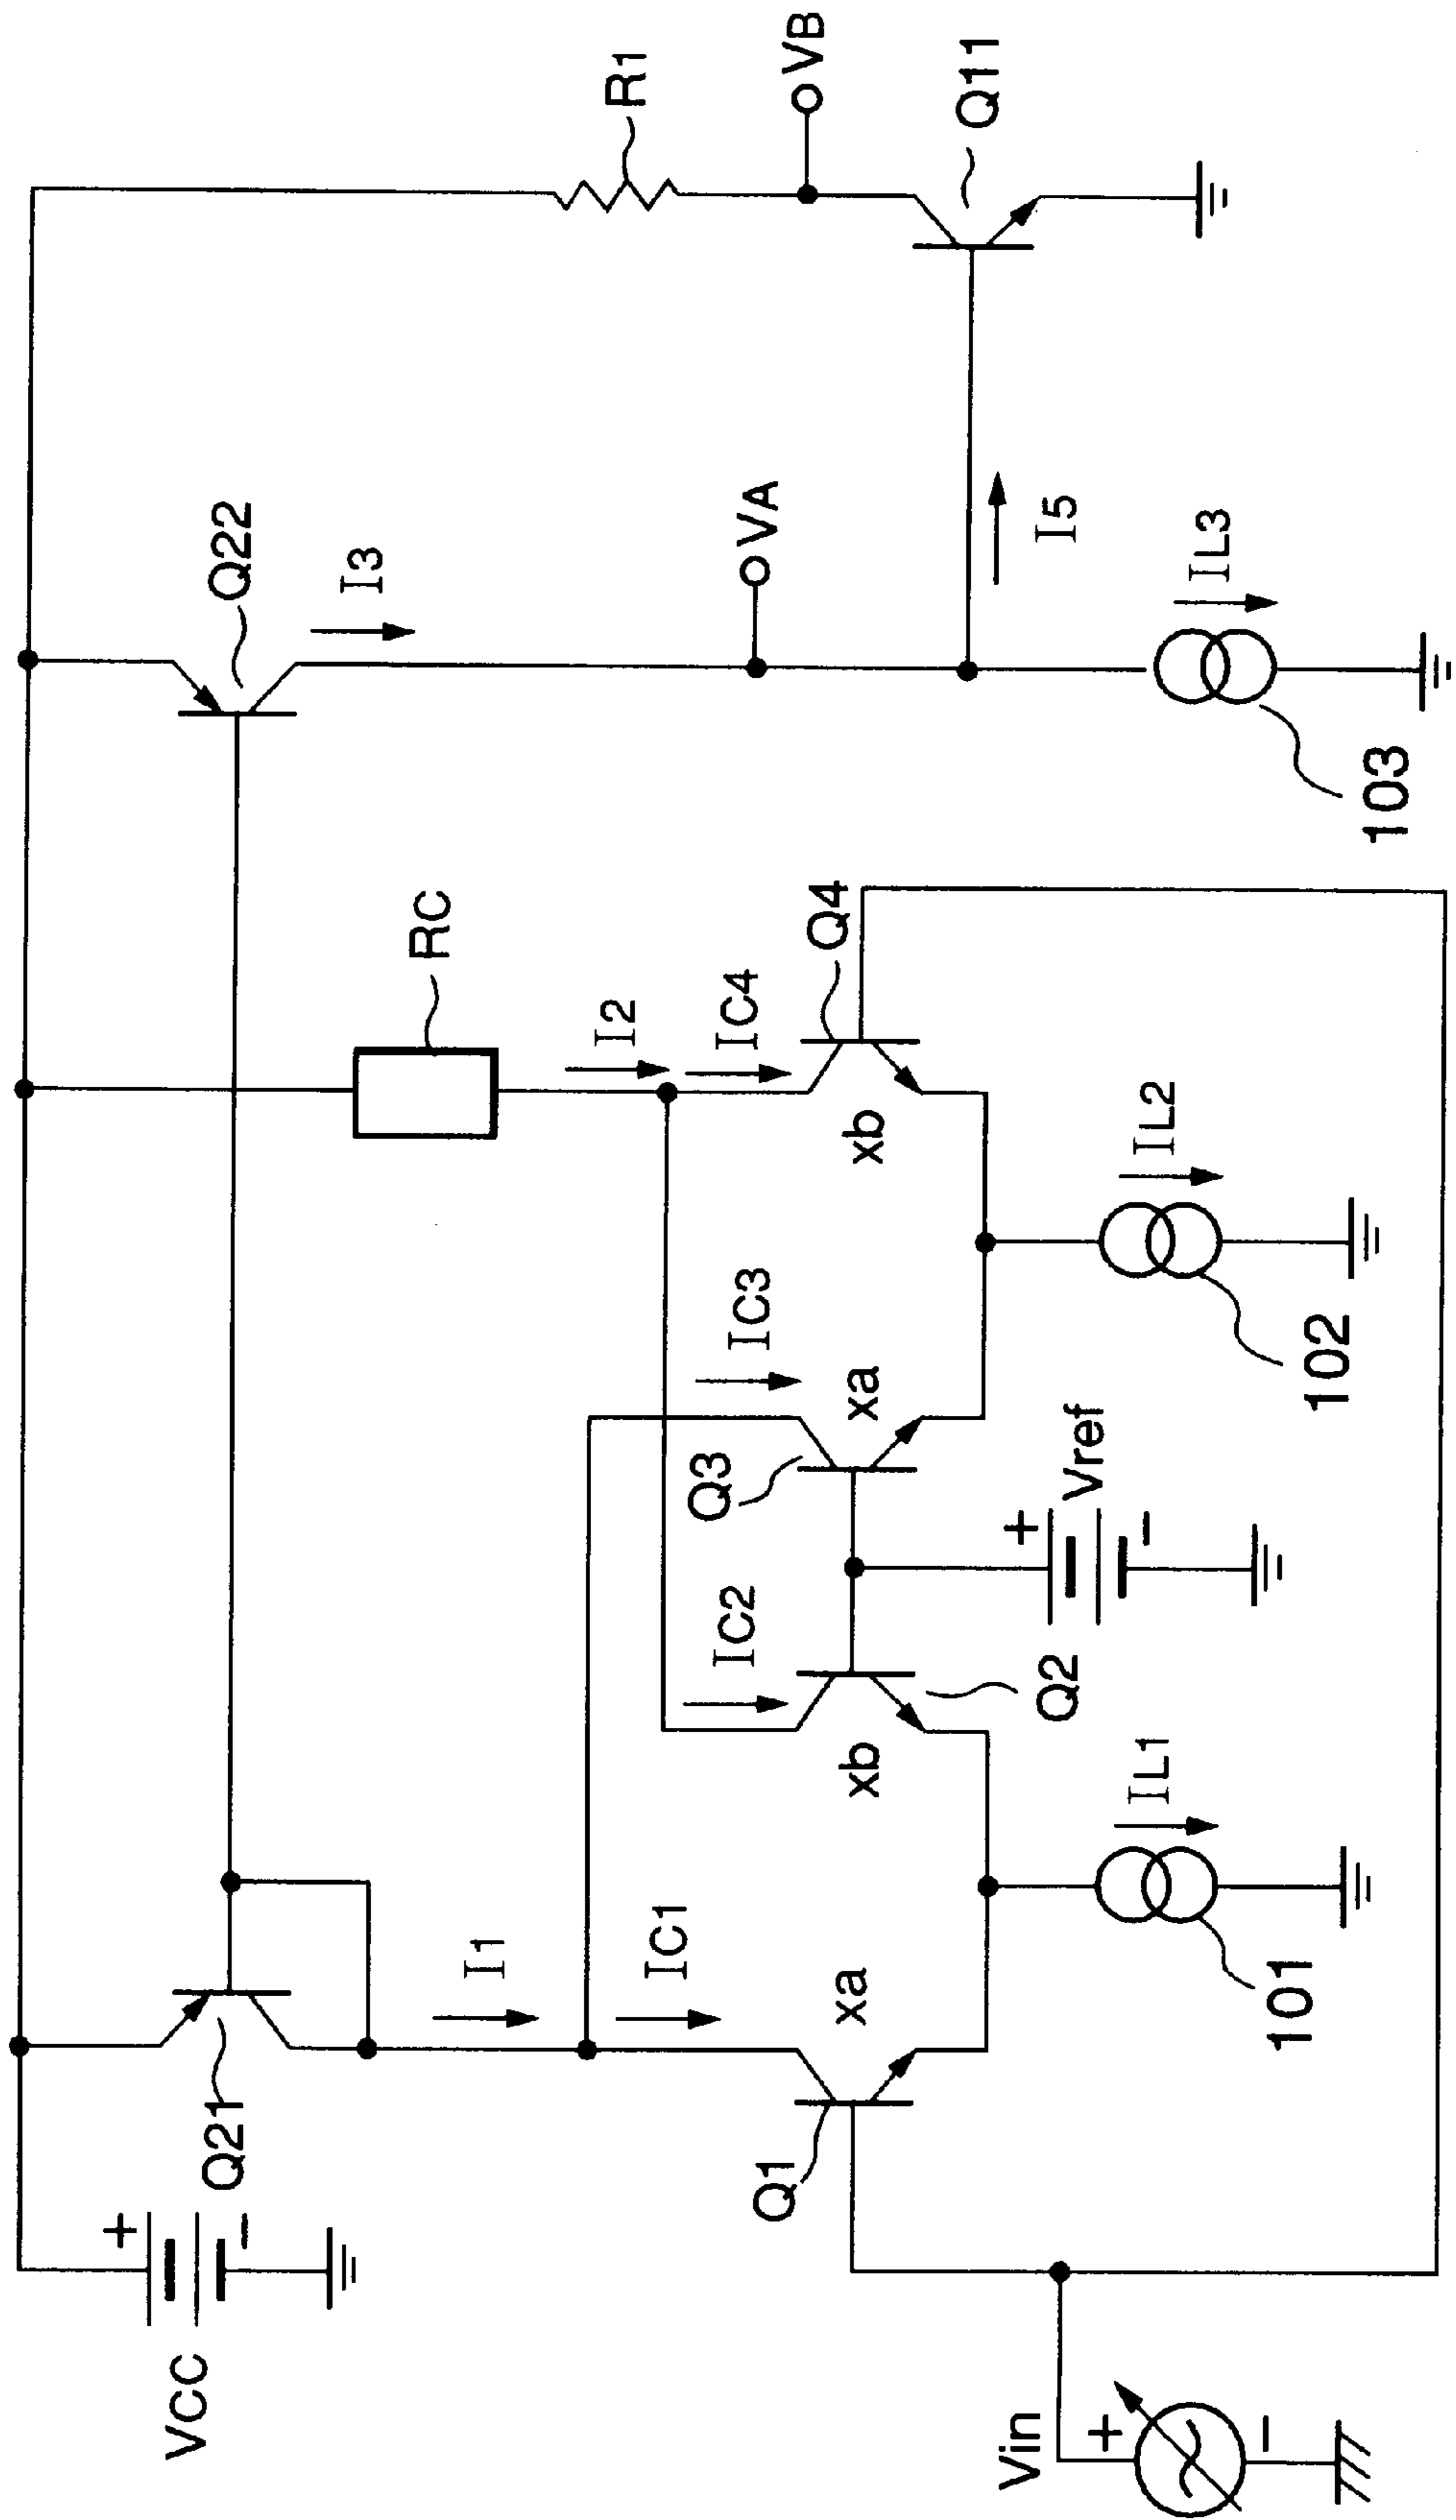 VCC
+
-
Q21
Q22
R1
I3
I1
RC
I2
VA
VB
IC1
IC2
IC3
IC4
Q1
xa
xb
Q2
Q3
xa
xb
Q4
Q11
I5
Vin
+
-
IL1
101
+
-
Vref
IL2
102
IL3
103